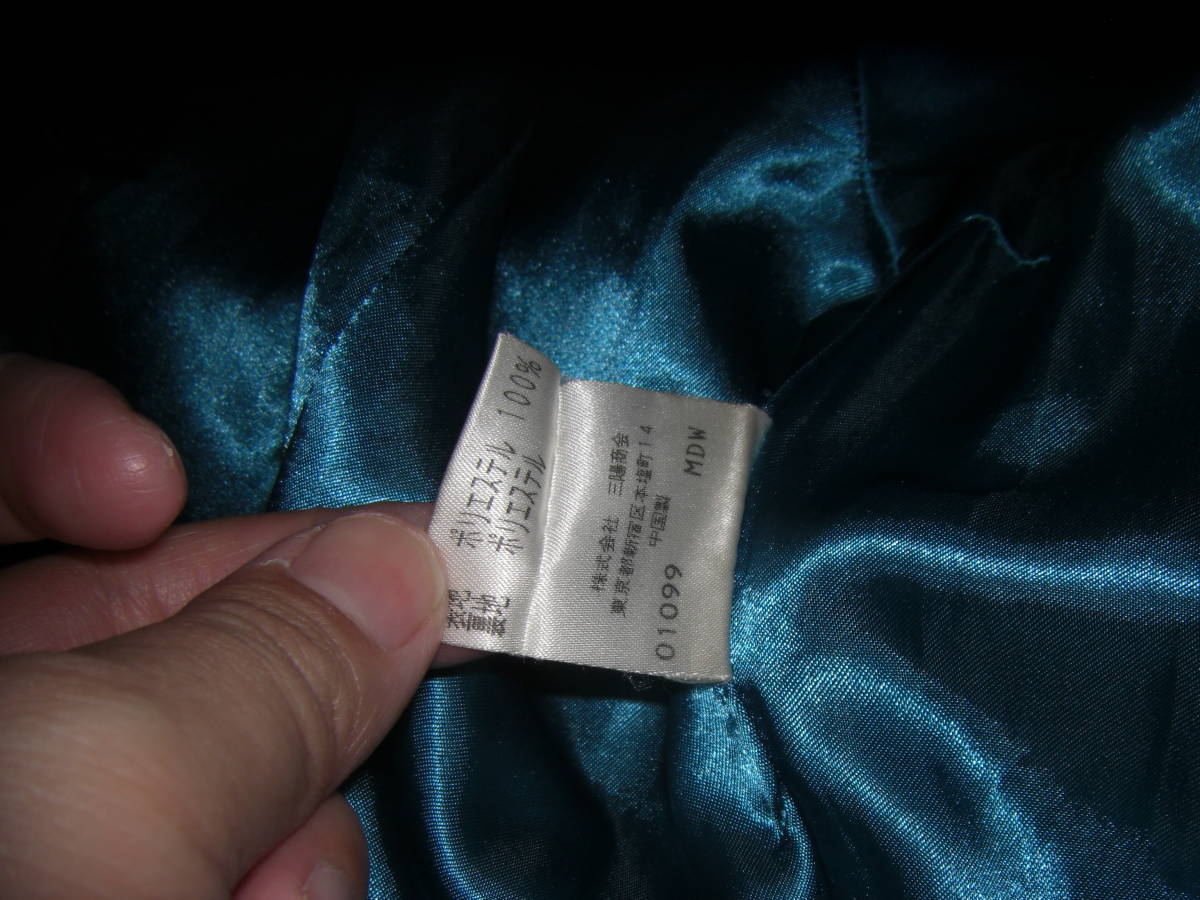 表地 ポリエステル 100%
裏地 ポリエステル
株式会社 三陽商会
東京都新宿区本塩町14
中国製
01099 MDW